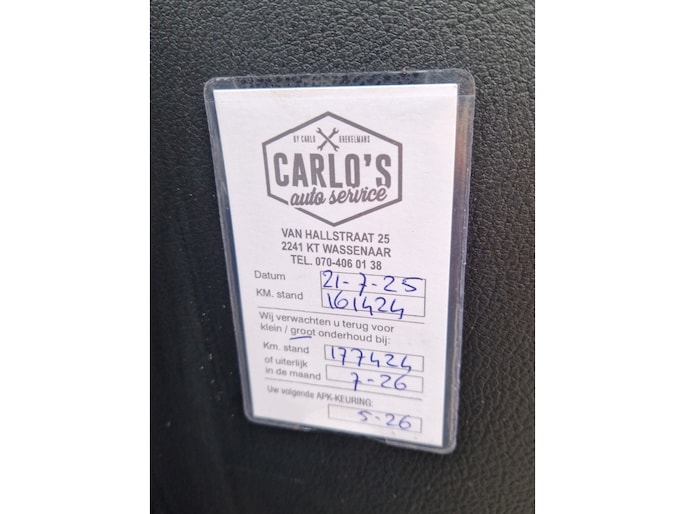 BY CARLO BREKELMANS
CARLO'S
auto service
VAN HALLSTRAAT 25
2241 KT WASSENAAR
TEL. 070-406 01 38
Datum 21-7-25
KM. stand 161424
Wij verwachten u terug voor
klein / groot onderhoud bij:
Km. stand 177424
of uiterlijk
in de maand 7-26
Uw volgende APK-KEURING:
5-26